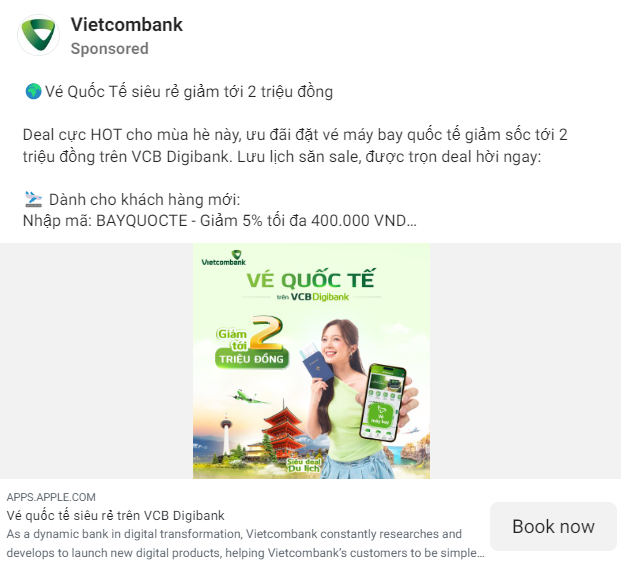 Vietcombank
Sponsored
Vé Quốc Tế siêu rẻ giảm tới 2 triệu đồng
Deal cực HOT cho mùa hè này, ưu đãi đặt vé máy bay quốc tế giảm sốc tới 2
triệu đồng trên VCB Digibank. Lưu lịch săn sale, được trọn deal hời ngay:
Dành cho khách hàng mới:
Nhập mã: BAYQUOCTE - Giảm 5% tối đa 400.000 VND...
Vietcombank
VÉ QUỐC TẾ
trên VCB Digibank
Giảm
tới 2
TRIỆU ĐỒNG
Vé
máy bay
Siêu deal
Du lịch
APPS.APPLE.COM
Vé quốc tế siêu rẻ trên VCB Digibank
As a dynamic bank in digital transformation, Vietcombank constantly researches and
develops to launch new digital products, helping Vietcombank's customers to be simple...
Book now